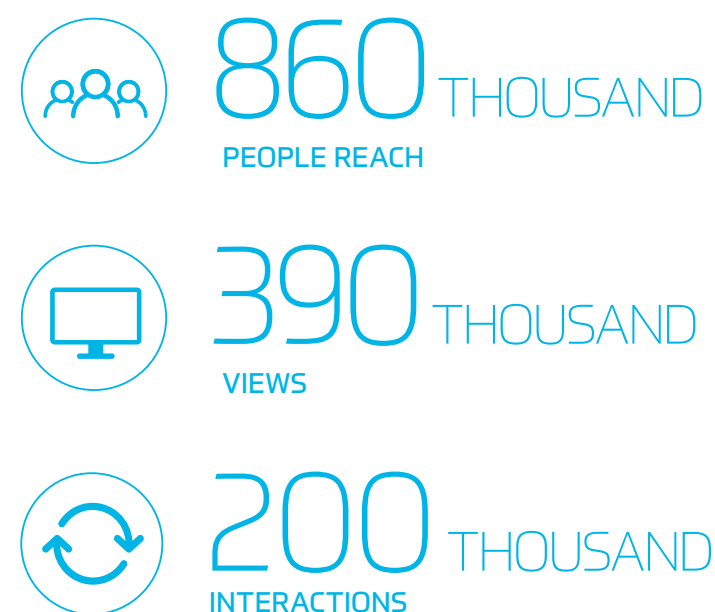 860 THOUSAND
PEOPLE REACH
390 THOUSAND
VIEWS
200 THOUSAND
INTERACTIONS